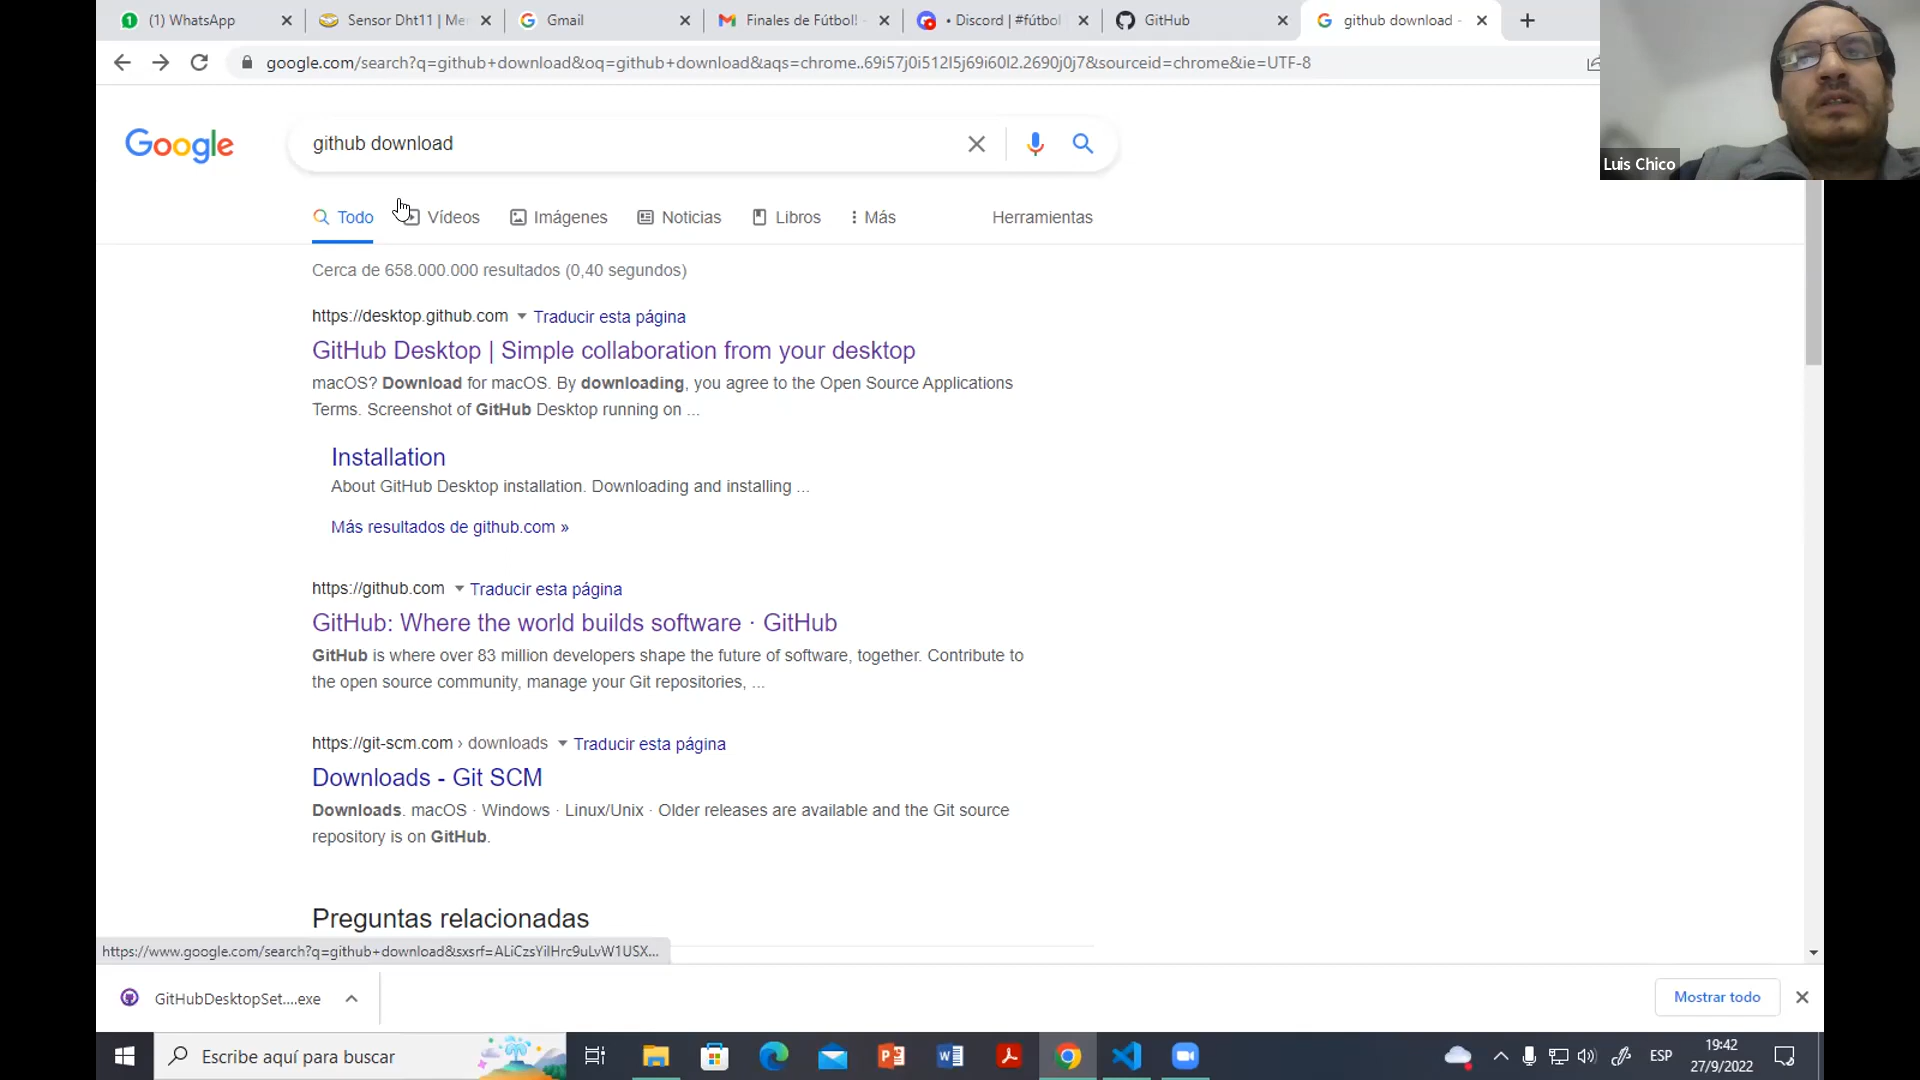 (1) WhatsApp
Sensor Dht11 | Me
Gmail
Finales de Fútbol!
• Discord | #fútbol
GitHub
github download -
google.com/search?q=github+download&oq=github+download&aqs=chrome..69i57j0i512l5j69i60l2.2690j0j7&sourceid=chrome&ie=UTF-8
Luis Chico
Google
github download
Todo
Vídeos
Imágenes
Noticias
Libros
Más
Herramientas
Cerca de 658.000.000 resultados (0,40 segundos)
https://desktop.github.com Traducir esta página
GitHub Desktop | Simple collaboration from your desktop
macOS? Download for macOS. By downloading, you agree to the Open Source Applications
Terms. Screenshot of GitHub Desktop running on ...
Installation
About GitHub Desktop installation. Downloading and installing ...
Más resultados de github.com »
https://github.com Traducir esta página
GitHub: Where the world builds software · GitHub
GitHub is where over 83 million developers shape the future of software, together. Contribute to
the open source community, manage your Git repositories, ...
https://git-scm.com › downloads Traducir esta página
Downloads - Git SCM
Downloads. macOS · Windows · Linux/Unix · Older releases are available and the Git source
repository is on GitHub.
Preguntas relacionadas
https://www.google.com/search?q=github+download&sxsrf=ALiCzsYilHrc9uLvW1USX...
GitHubDesktopSet....exe
Mostrar todo
Escribe aquí para buscar
ESP
19:42
27/9/2022